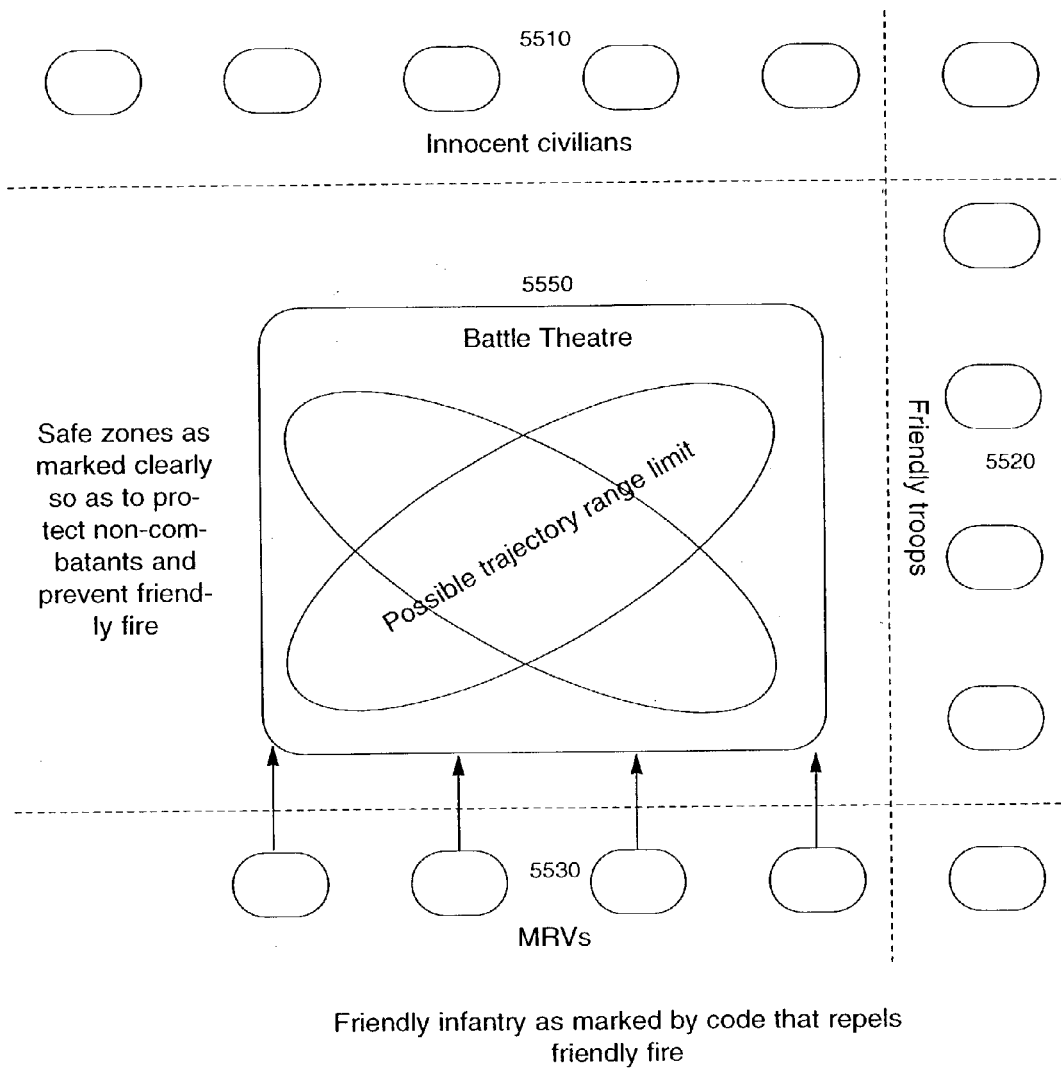 5510
Innocent civilians
5550
Battle Theatre
Possible trajectory range limit
Safe zones as
marked clearly
so as to pro-
tect non-com-
batants and
prevent friend-
ly fire
Friendly troops
5520
5530
MRVs
Friendly infantry as marked by code that repels
friendly fire